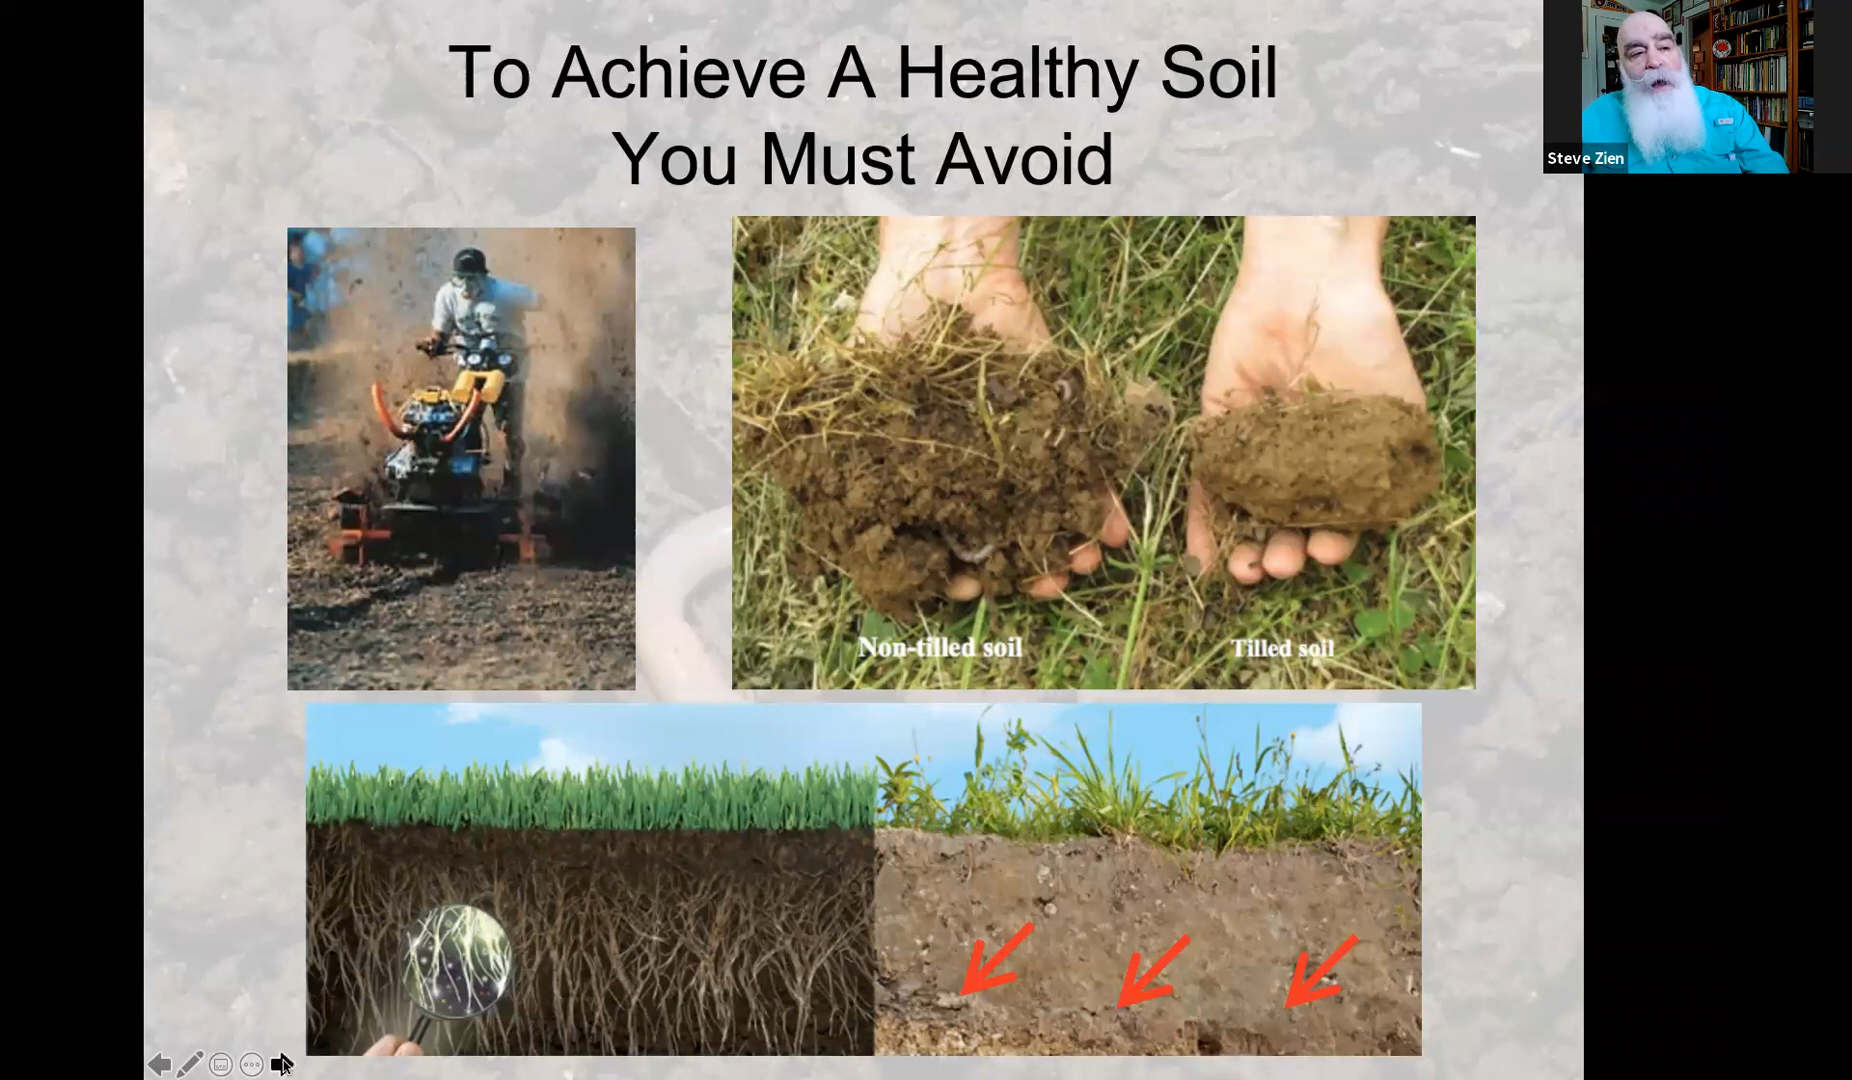 To Achieve A Healthy Soil
You Must Avoid
Steve Zien
Non-tilled soil
Tilled soil